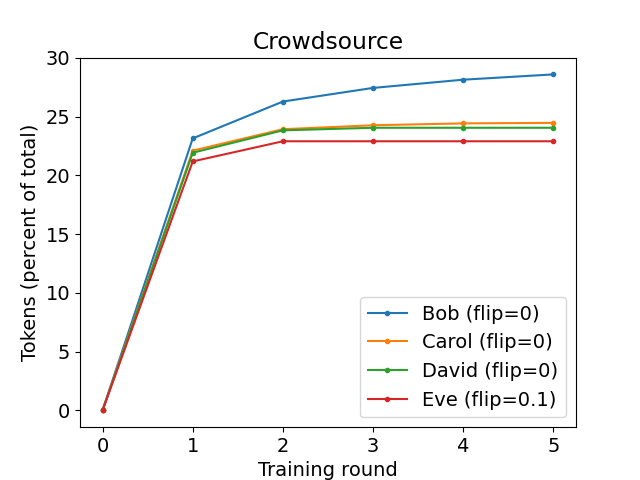 Crowdsource
Tokens (percent of total)
30
25
20
15
10
5
0
Bob (flip=0)
Carol (flip=0)
David (flip=0)
Eve (flip=0.1)
0 1 2 3 4 5
Training round